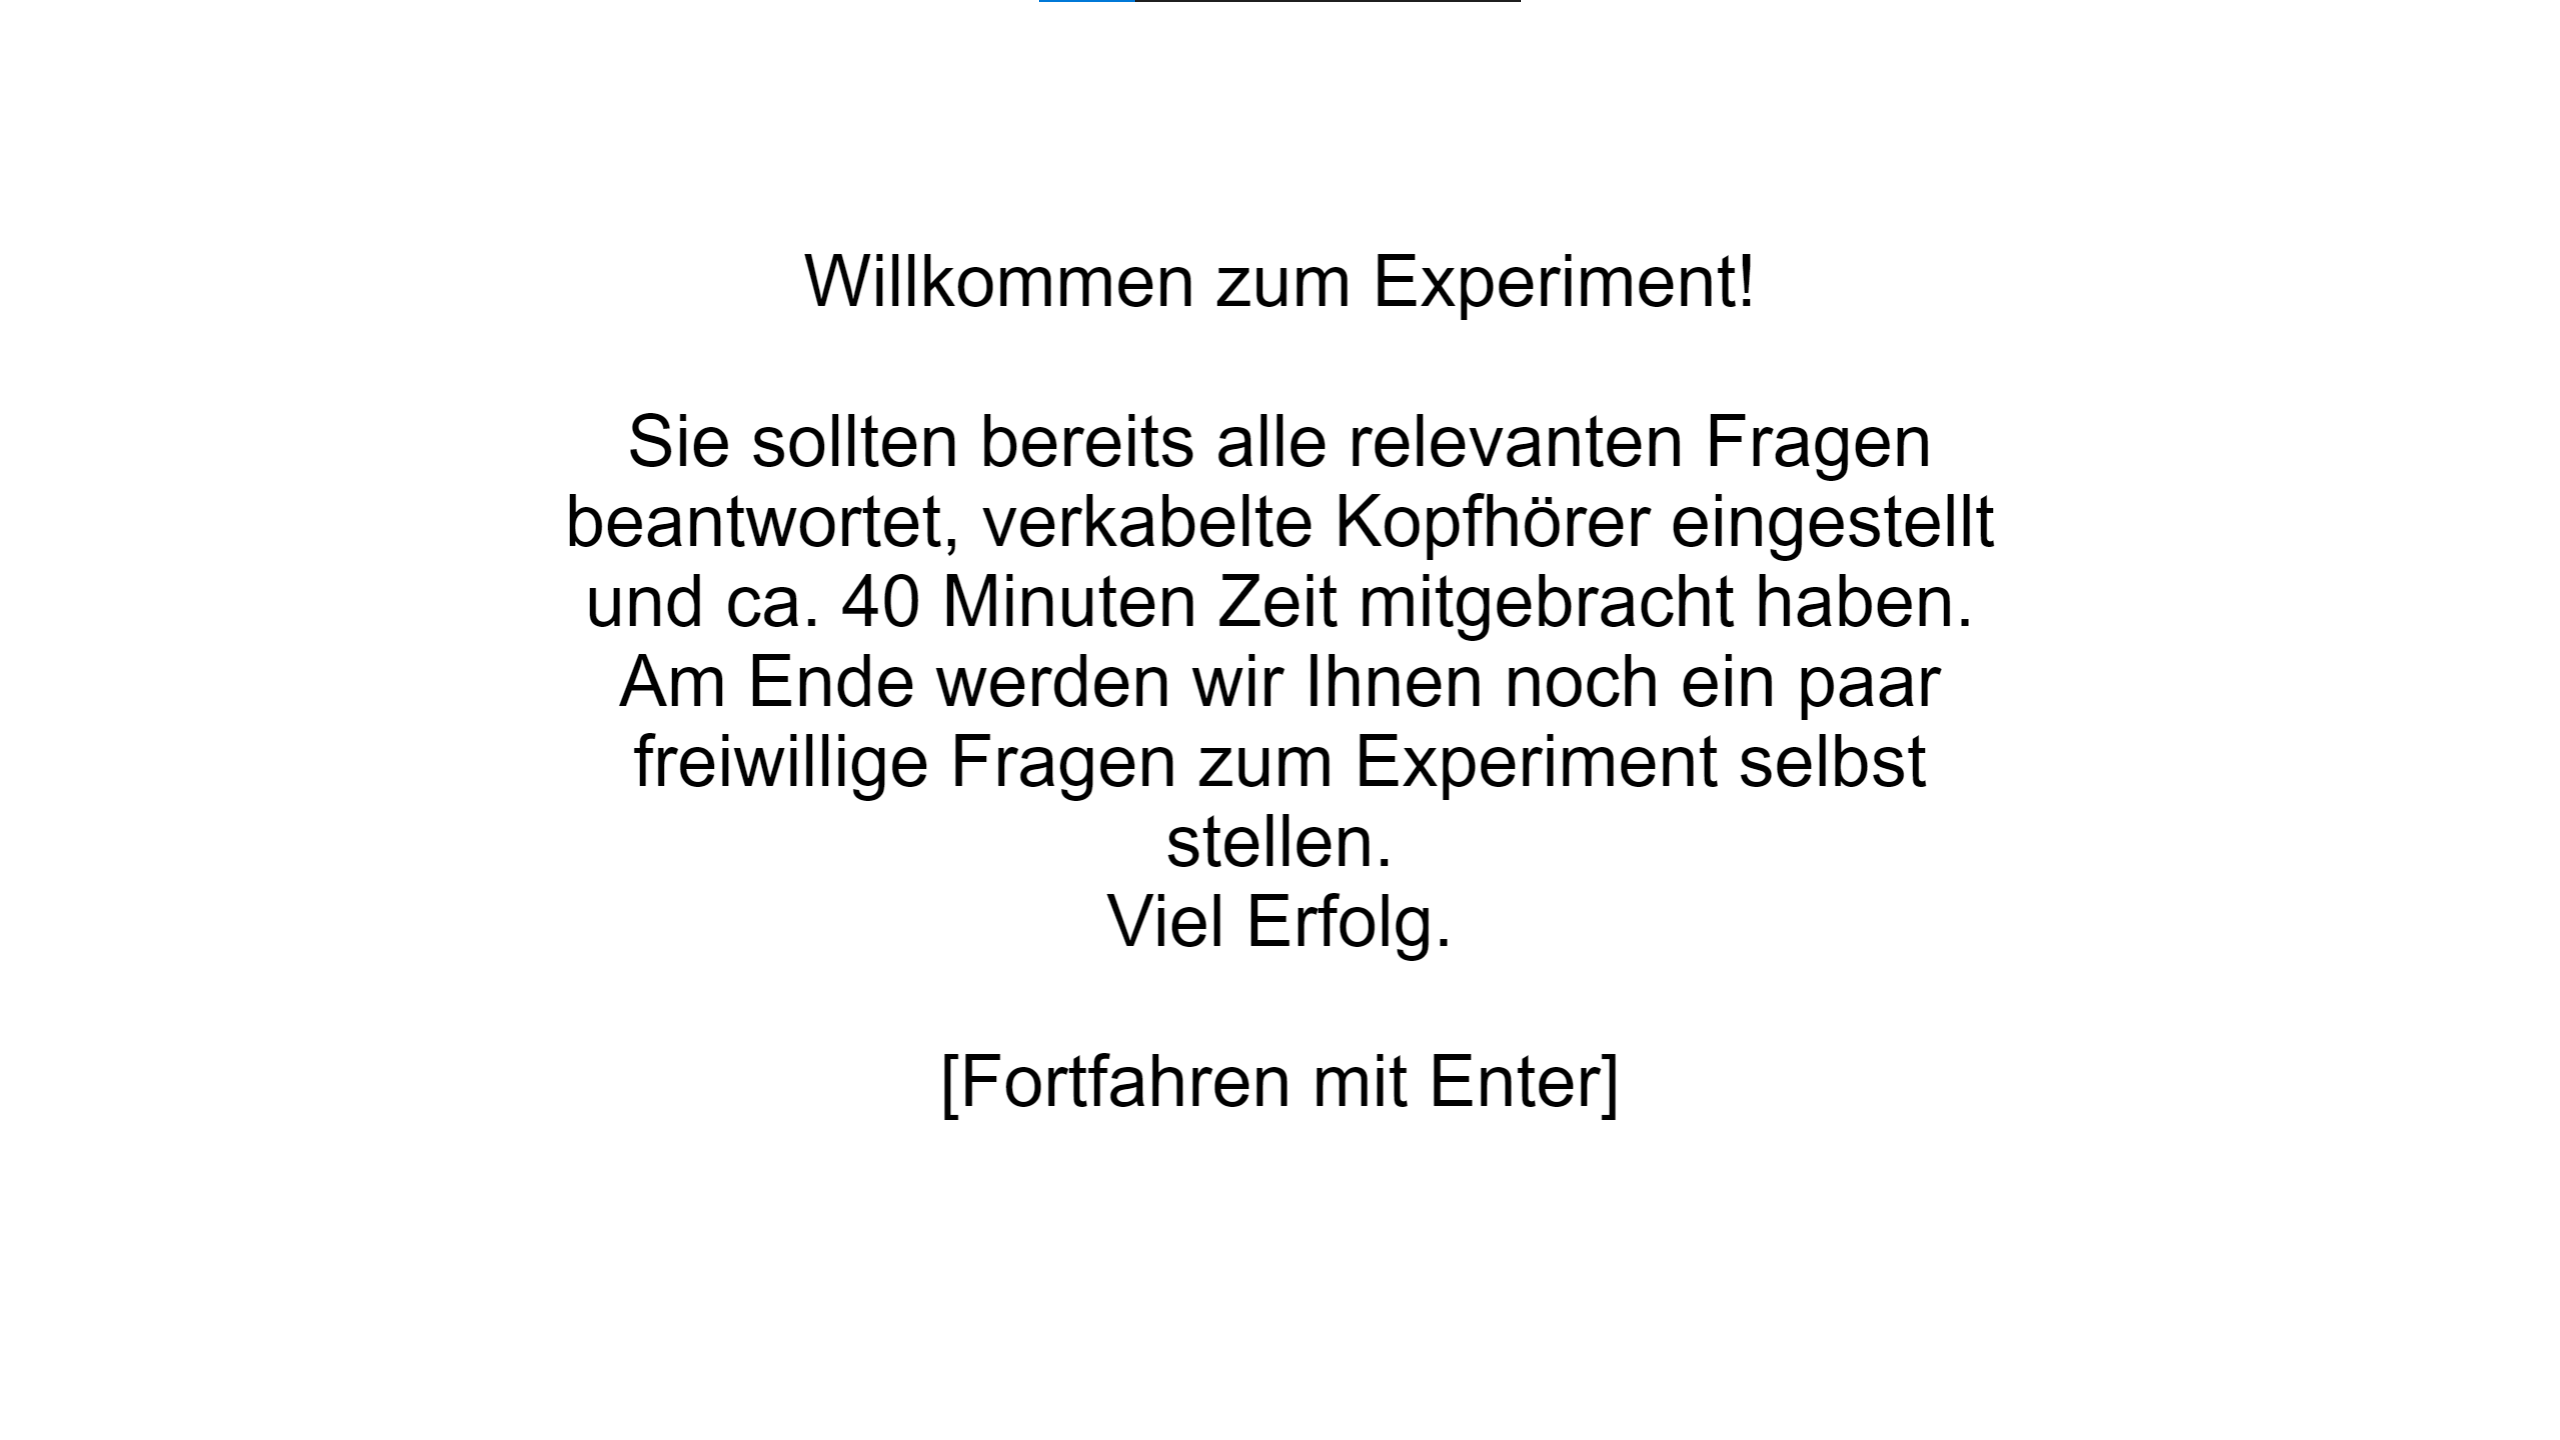 Willkommen zum Experiment!
Sie sollten bereits alle relevanten Fragen
beantwortet, verkabelte Kopfhörer eingestellt
und ca. 40 Minuten Zeit mitgebracht haben.
Am Ende werden wir Ihnen noch ein paar
freiwillige Fragen zum Experiment selbst
stellen.
Viel Erfolg.
[Fortfahren mit Enter]